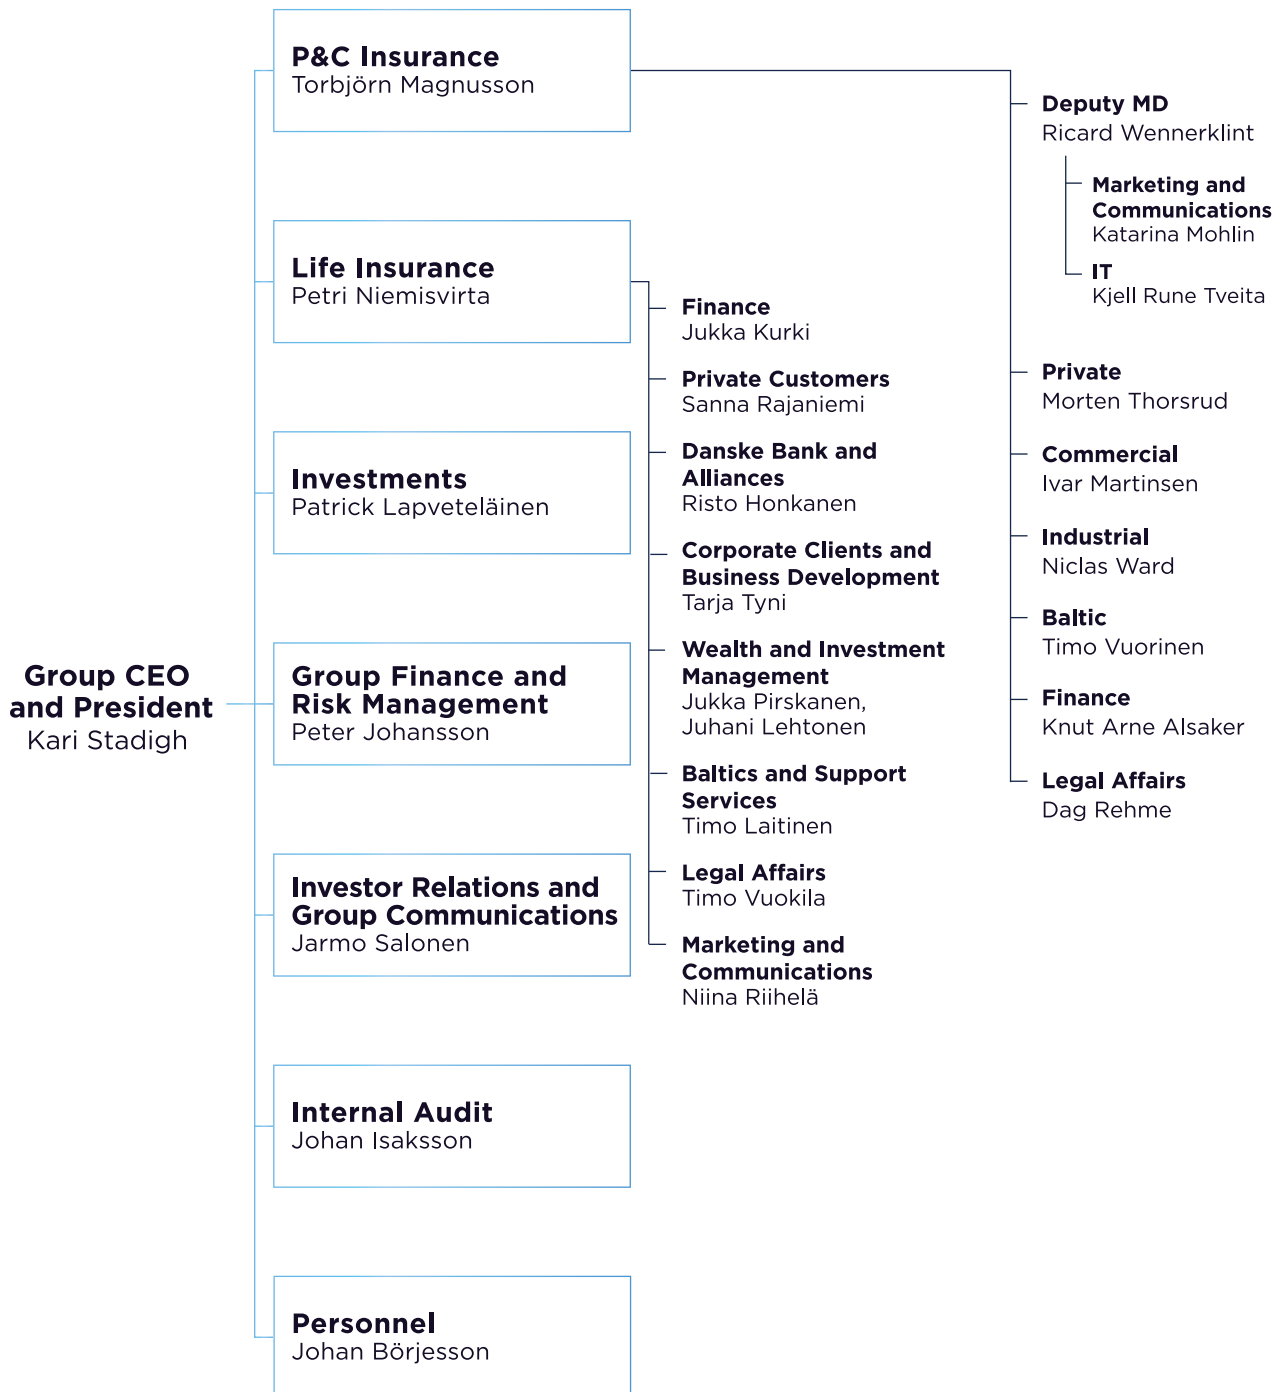 Group CEO
and President
Kari Stadigh
P&C Insurance
Torbjörn Magnusson
Life Insurance
Petri Niemisvirta
Investments
Patrick Lapveteläinen
Group Finance and
Risk Management
Peter Johansson
Investor Relations and
Group Communications
Jarmo Salonen
Internal Audit
Johan Isaksson
Personnel
Johan Börjesson
Finance
Jukka Kurki
Private Customers
Sanna Rajaniemi
Danske Bank and
Alliances
Risto Honkanen
Corporate Clients and
Business Development
Tarja Tyni
Wealth and Investment
Management
Jukka Pirskanen,
Juhani Lehtonen
Baltics and Support
Services
Timo Laitinen
Legal Affairs
Timo Vuokila
Marketing and
Communications
Niina Riihelä
Deputy MD
Ricard Wennerklint
Marketing and
Communications
Katarina Mohlin
IT
Kjell Rune Tveita
Private
Morten Thorsrud
Commercial
Ivar Martinsen
Industrial
Niclas Ward
Baltic
Timo Vuorinen
Finance
Knut Arne Alsaker
Legal Affairs
Dag Rehme